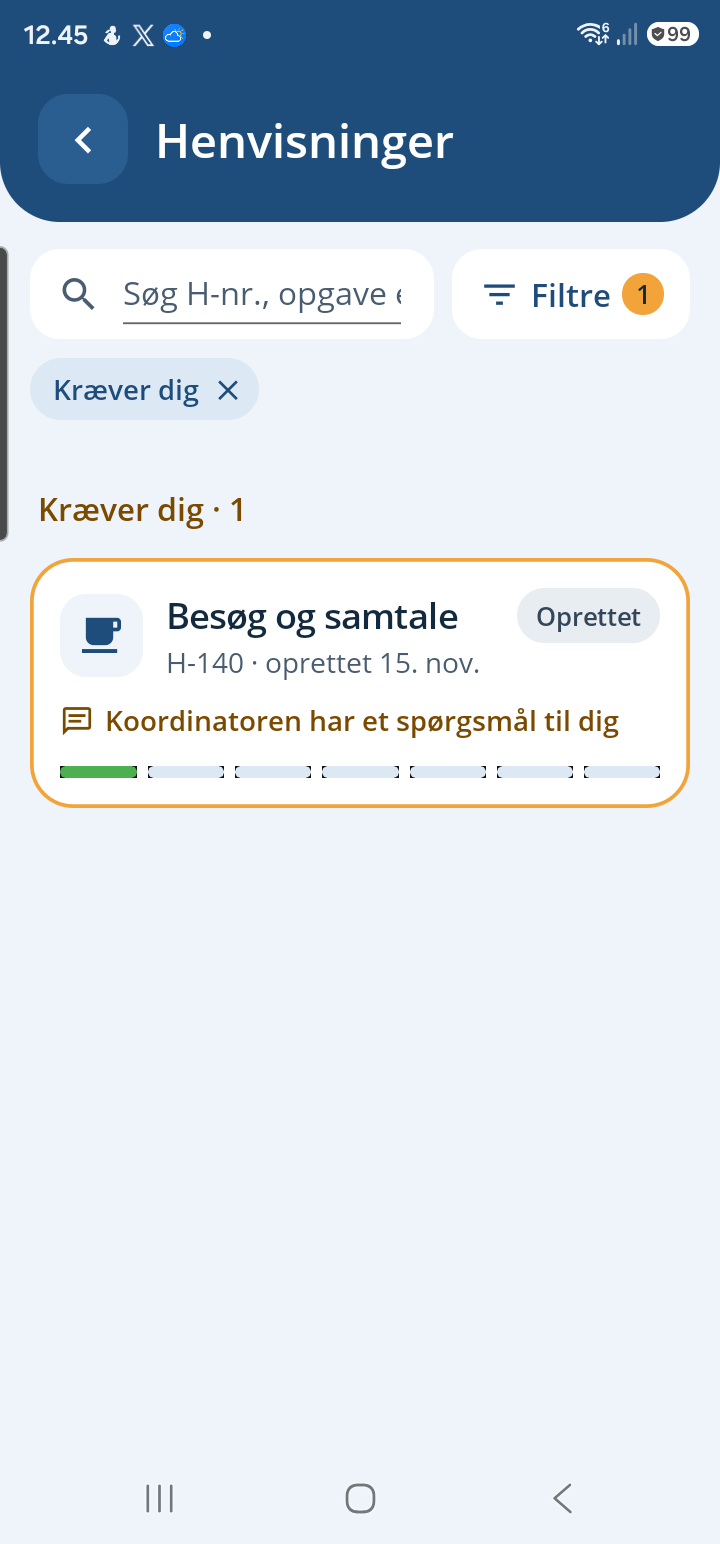 12.45
99
Henvisninger
Søg H-nr., opgave
Filtre 1
Kræver dig
Kræver dig · 1
Besøg og samtale
Oprettet
H-140 · oprettet 15. nov.
Koordinatoren har et spørgsmål til dig